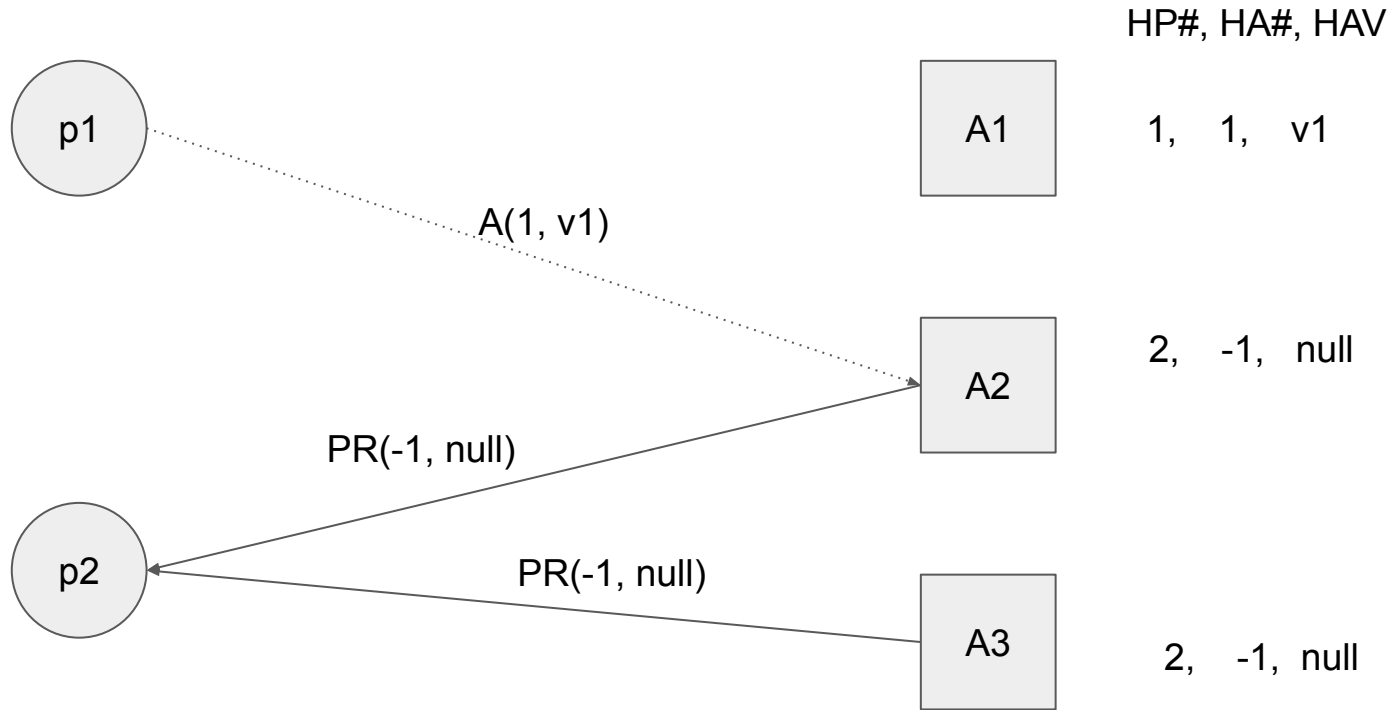 HP#, HA#, HAV
p1
A1
1, 1, v1
A(1, v1)
2, -1, null
A2
PR(-1, null)
p2
PR(-1, null)
A3
2, -1, null